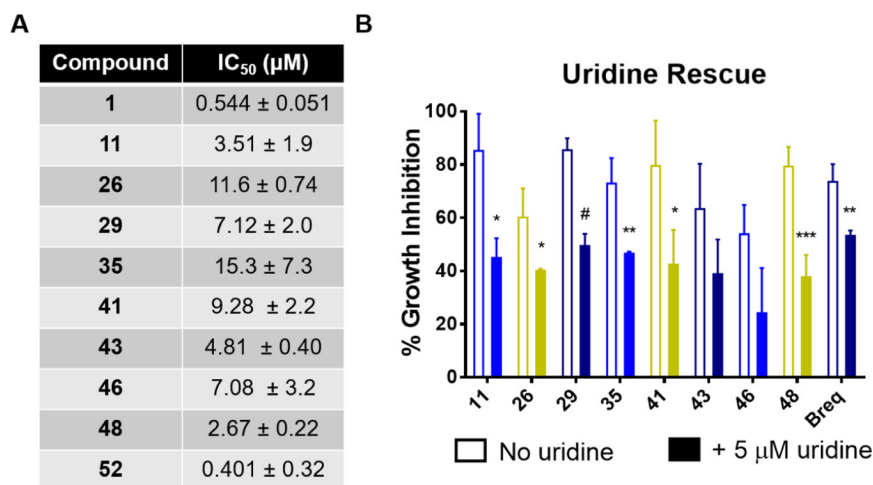 A
Compound IC50 (µM)
1 0.544 ± 0.051
11 3.51 ± 1.9
26 11.6 ± 0.74
29 7.12 ± 2.0
35 15.3 ± 7.3
41 9.28 ± 2.2
43 4.81 ± 0.40
46 7.08 ± 3.2
48 2.67 ± 0.22
52 0.401 ± 0.32
B
Uridine Rescue
% Growth Inhibition
100
80
60
40
20
0
* * # ** * *** **
11 26 29 35 41 43 46 48 Breq
No uridine + 5 μM uridine